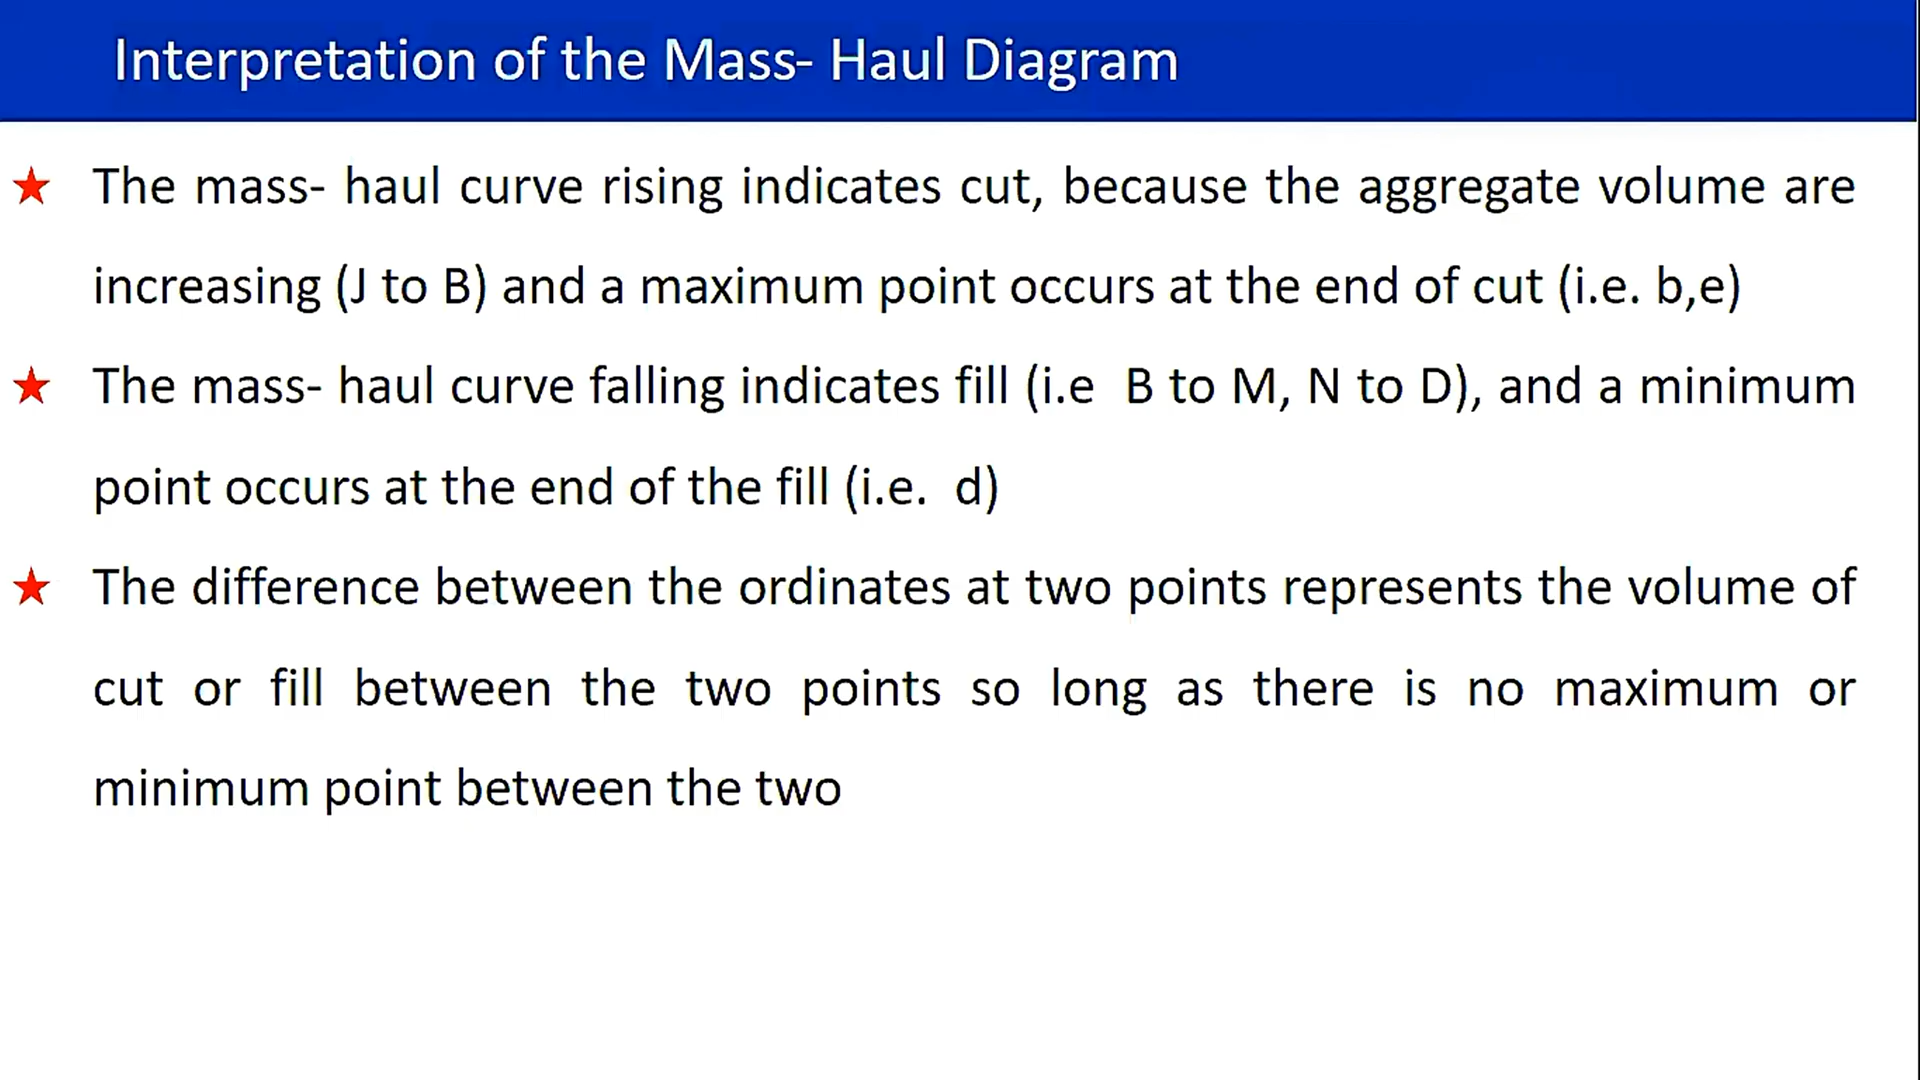 Interpretation of the Mass- Haul Diagram
The mass- haul curve rising indicates cut, because the aggregate volume are
increasing (J to B) and a maximum point occurs at the end of cut (i.e. b,e)
The mass- haul curve falling indicates fill (i.e  B to M, N to D), and a minimum
point occurs at the end of the fill (i.e.  d)
The difference between the ordinates at two points represents the volume of
cut or fill between the two points so long as there is no maximum or
minimum point between the two